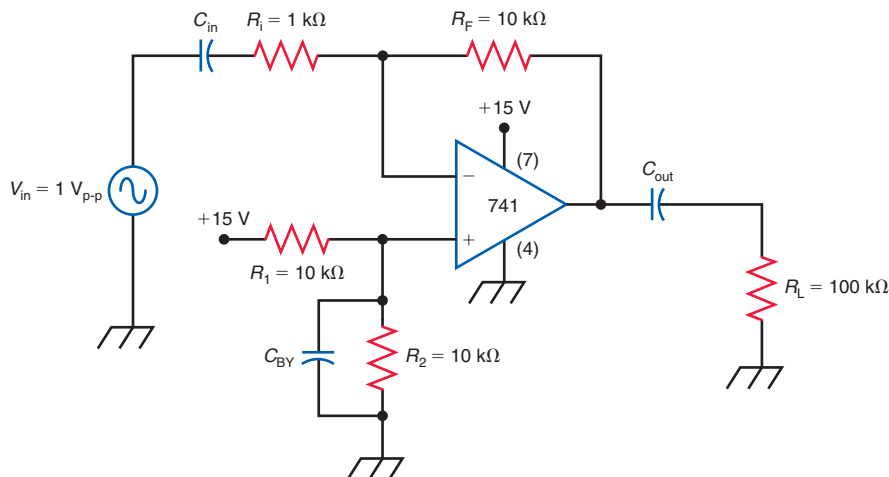 C_in
R_i = 1 kΩ
R_F = 10 kΩ
+15 V
(7)
C_out
V_in = 1 V_p-p
−
741
+15 V
+
(4)
R_1 = 10 kΩ
R_L = 100 kΩ
C_BY
R_2 = 10 kΩ